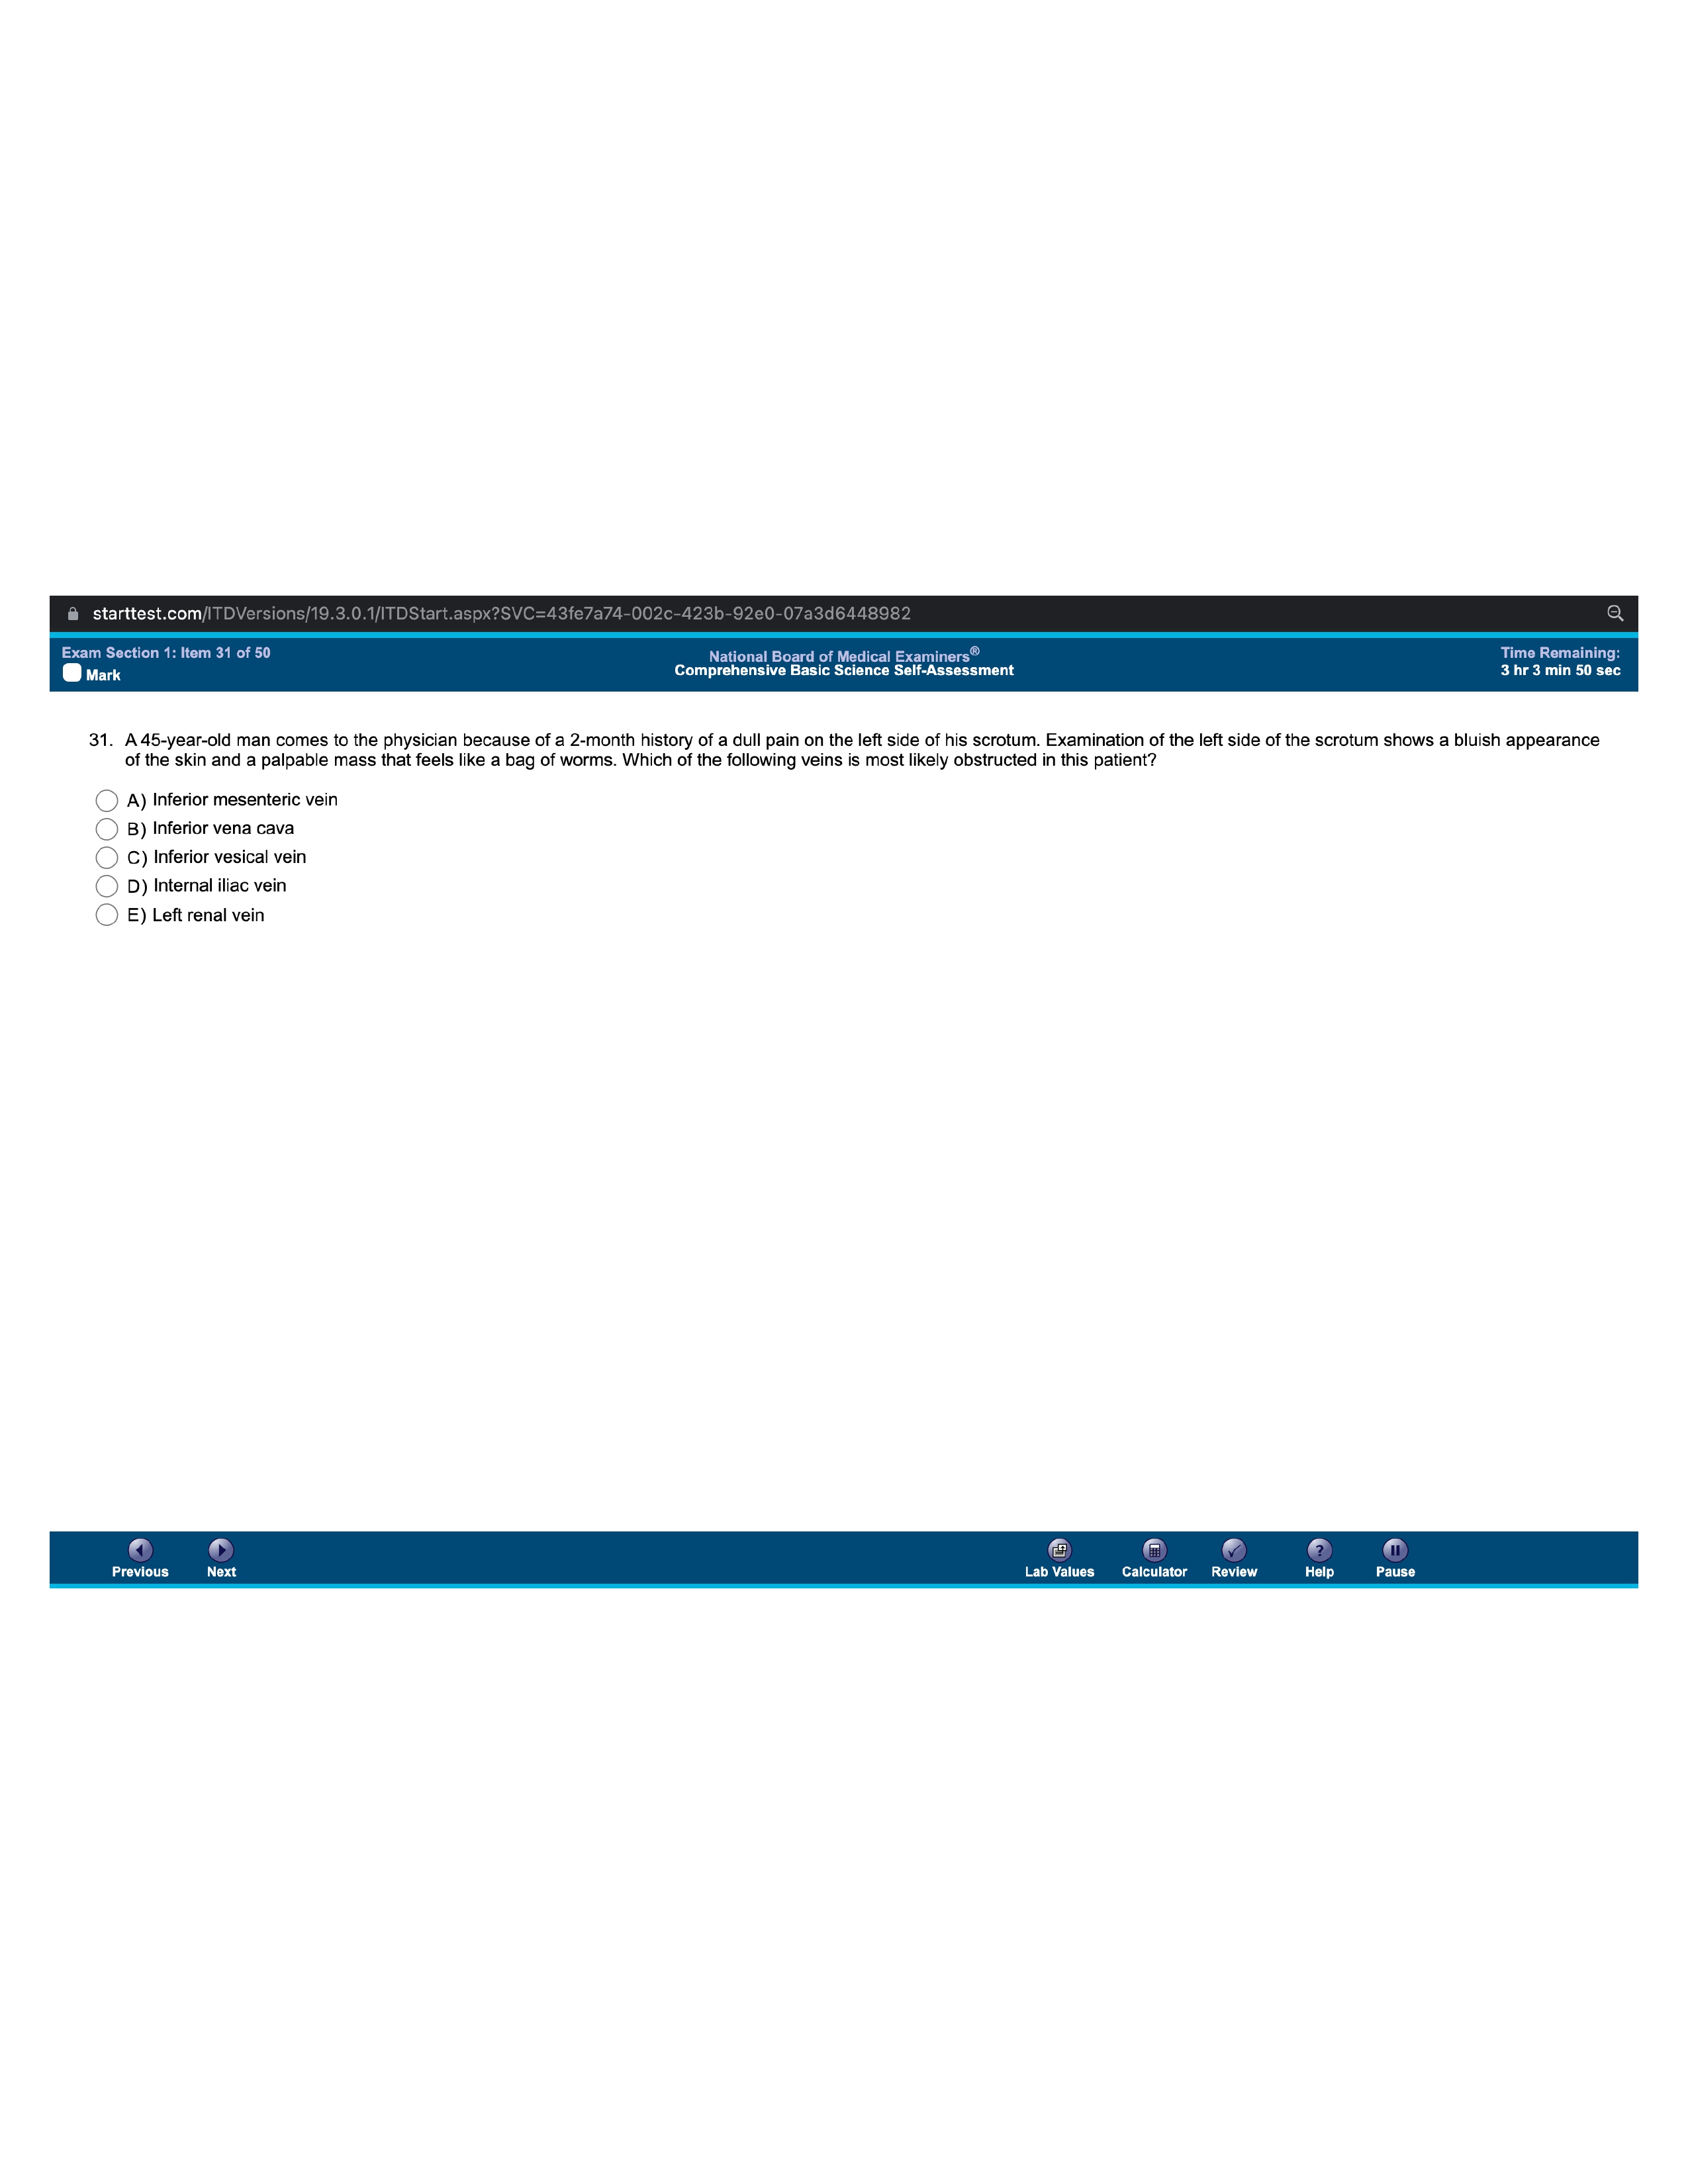 starttest.com/ITDVersions/19.3.0.1/ITDStart.aspx?SVC=43fe7a74-002c-423b-92e0-07a3d6448982
Exam Section 1: Item 31 of 50
Mark
National Board of Medical Examiners®
Comprehensive Basic Science Self-Assessment
Time Remaining:
3 hr 3 min 50 sec
31. A 45-year-old man comes to the physician because of a 2-month history of a dull pain on the left side of his scrotum. Examination of the left side of the scrotum shows a bluish appearance
of the skin and a palpable mass that feels like a bag of worms. Which of the following veins is most likely obstructed in this patient?
A) Inferior mesenteric vein
B) Inferior vena cava
C) Inferior vesical vein
D) Internal iliac vein
E) Left renal vein
Previous
Next
Lab Values
Calculator
Review
Help
Pause